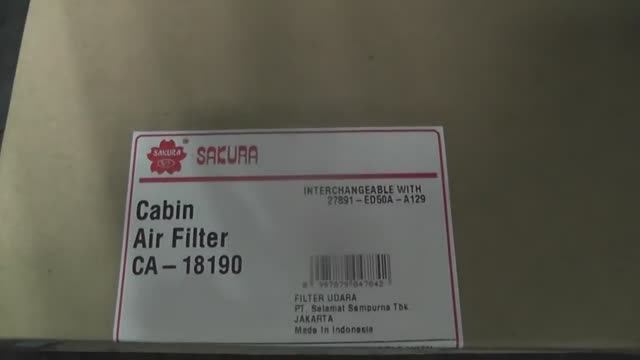 SAKURA
SAKURA
INTERCHANGEABLE WITH
27891-ED50A-A129
Cabin
Air Filter
CA-18190
FILTER UDARA
PT. Selamat Sempurna Tbk.
JAKARTA
Made in Indonesia